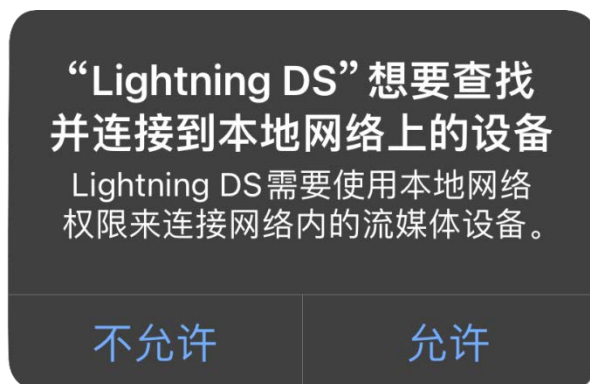 “Lightning DS”想要查找
并连接到本地网络上的设备
Lightning DS需要使用本地网络
权限来连接网络内的流媒体设备。
不允许
允许